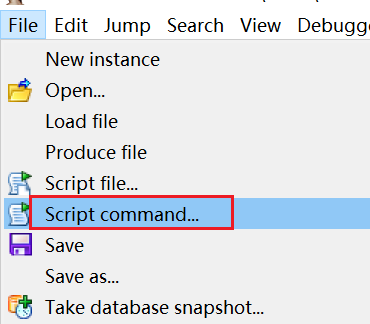 File Edit Jump Search View Debugge
New instance
Open...
Load file
Produce file
Script file...
Script command...
Save
Save as...
Take database snapshot...